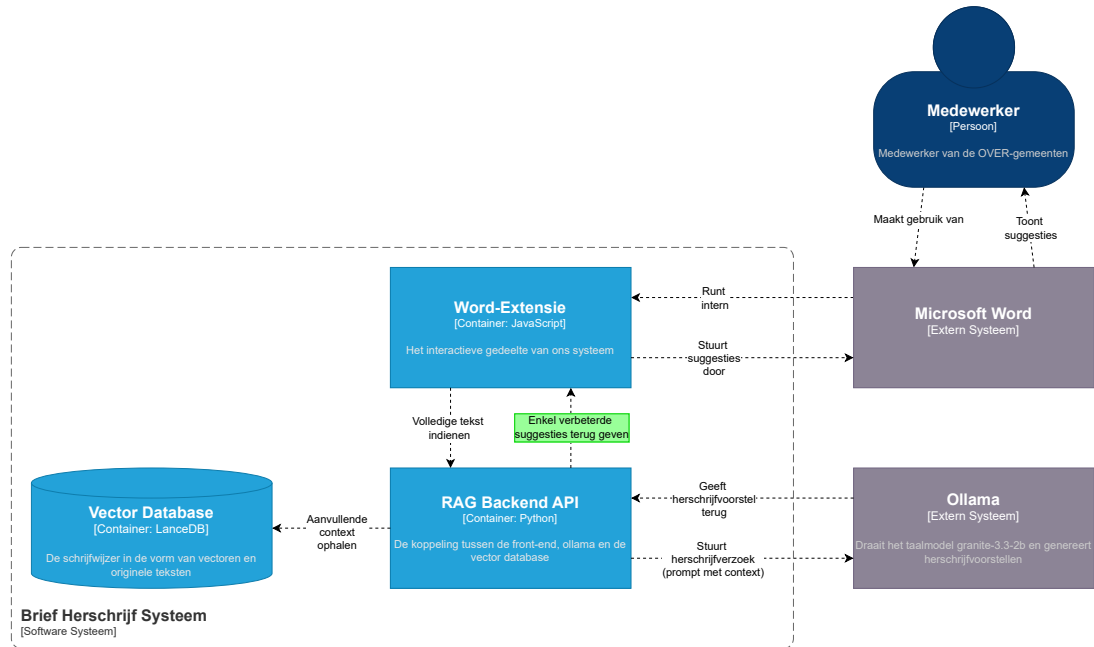 Medewerker
[Persoon]
Medewerker van de OVER-gemeenten
Maakt gebruik van
Toont
suggesties
Word-Extensie
[Container: JavaScript]
Het interactieve gedeelte van ons systeem
Runt
intern
Stuurt
suggesties
door
Microsoft Word
[Extern Systeem]
Volledige tekst
indienen
Enkel verbeterde
suggesties terug geven
Vector Database
[Container: LanceDB]
De schrijfwijzer in de vorm van vectoren en
originele teksten
Aanvullende
context
ophalen
RAG Backend API
[Container: Python]
De koppeling tussen de front-end, ollama en de
vector database
Geeft
herschrijfvoorstel
terug
Stuurt
herschrijfverzoek
(prompt met context)
Ollama
[Extern Systeem]
Draait het taalmodel granite-3.3-2b en genereert
herschrijfvoorstellen
Brief Herschrijf Systeem
[Software Systeem]